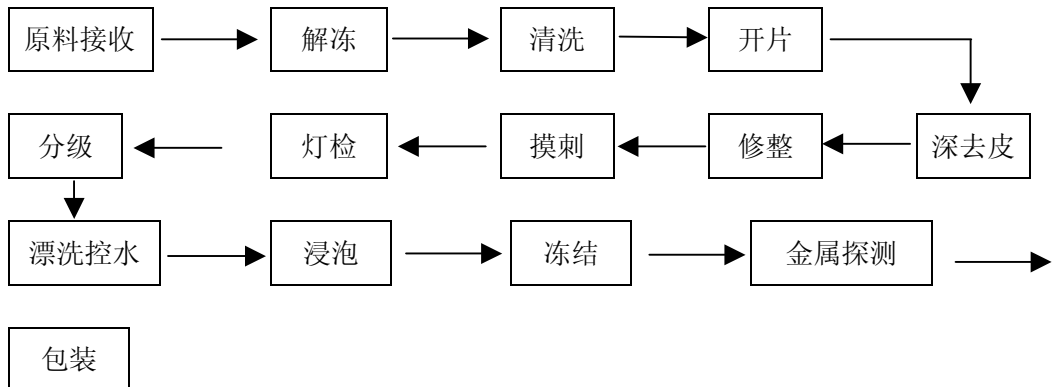 原料接收 解冻 清洗 开片
分级 灯检 摸刺 修整 深去皮
漂洗控水 浸泡 冻结 金属探测
包装